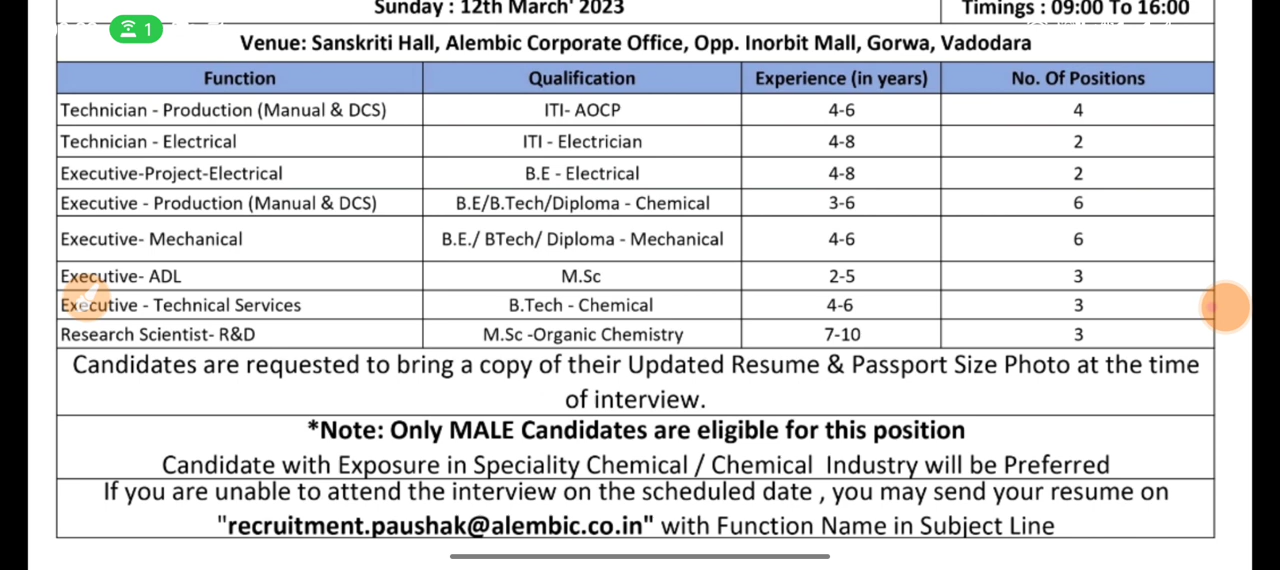 Sunday : 12th March' 2023 Timings : 09:00 To 16:00
1
Venue: Sanskriti Hall, Alembic Corporate Office, Opp. Inorbit Mall, Gorwa, Vadodara
Function Qualification Experience (in years) No. Of Positions
Technician - Production (Manual & DCS) ITI- AOCP 4-6 4
Technician - Electrical ITI - Electrician 4-8 2
Executive-Project-Electrical B.E - Electrical 4-8 2
Executive - Production (Manual & DCS) B.E/B.Tech/Diploma - Chemical 3-6 6
Executive- Mechanical B.E./ BTech/ Diploma - Mechanical 4-6 6
Executive- ADL M.Sc 2-5 3
Executive - Technical Services B.Tech - Chemical 4-6 3
Research Scientist- R&D M.Sc -Organic Chemistry 7-10 3
Candidates are requested to bring a copy of their Updated Resume & Passport Size Photo at the time
of interview.
*Note: Only MALE Candidates are eligible for this position
Candidate with Exposure in Speciality Chemical / Chemical Industry will be Preferred
If you are unable to attend the interview on the scheduled date , you may send your resume on
"recruitment.paushak@alembic.co.in" with Function Name in Subject Line